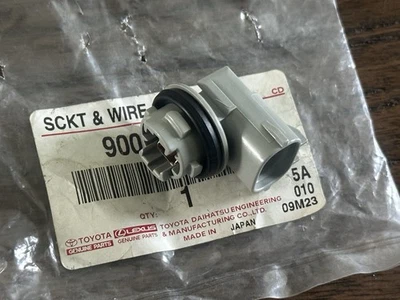 SCKT & WIRE
CD
900
5A
1
010
QTY.
09M23
TOYOTA LEXUS TOYOTA DAIHATSU ENGINEERING
GENUINE PARTS GENUINE PARTS & MANUFACTURING CO.,LTD.
MADE IN JAPAN